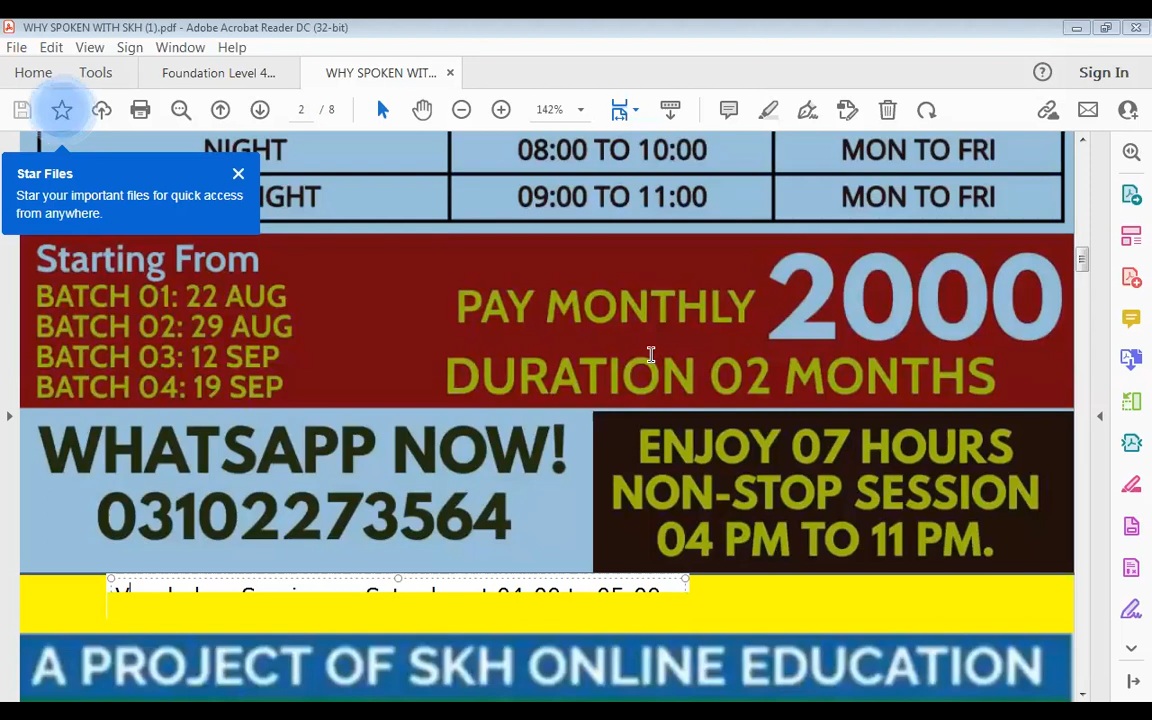 WHY SPOKEN WITH SKH (1).pdf - Adobe Acrobat Reader DC (32-bit)
File Edit View Sign Window Help
Home Tools Foundation Level 4... WHY SPOKEN WIT... × Sign In
2 / 8 142%
NIGHT 08:00 TO 10:00 MON TO FRI
IGHT 09:00 TO 11:00 MON TO FRI
Star Files
Star your important files for quick access
from anywhere.
Starting From
BATCH 01: 22 AUG
BATCH 02: 29 AUG
BATCH 03: 12 SEP
BATCH 04: 19 SEP
PAY MONTHLY 2000
DURATION 02 MONTHS
WHATSAPP NOW!
03102273564
ENJOY 07 HOURS
NON-STOP SESSION
04 PM TO 11 PM.
04:00 to 05:00
A PROJECT OF SKH ONLINE EDUCATION